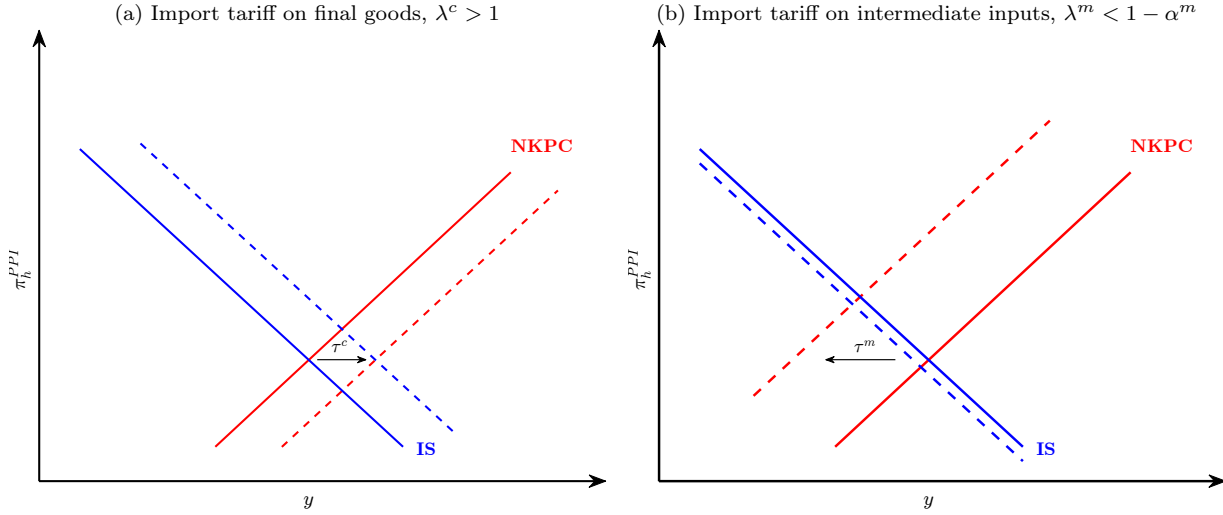 (a) Import tariff on final goods, λ^c > 1
NKPC
π_h^{PPI}
τ^c
IS
y
(b) Import tariff on intermediate inputs, λ^m < 1 − α^m
NKPC
π_h^{PPI}
τ^m
IS
y